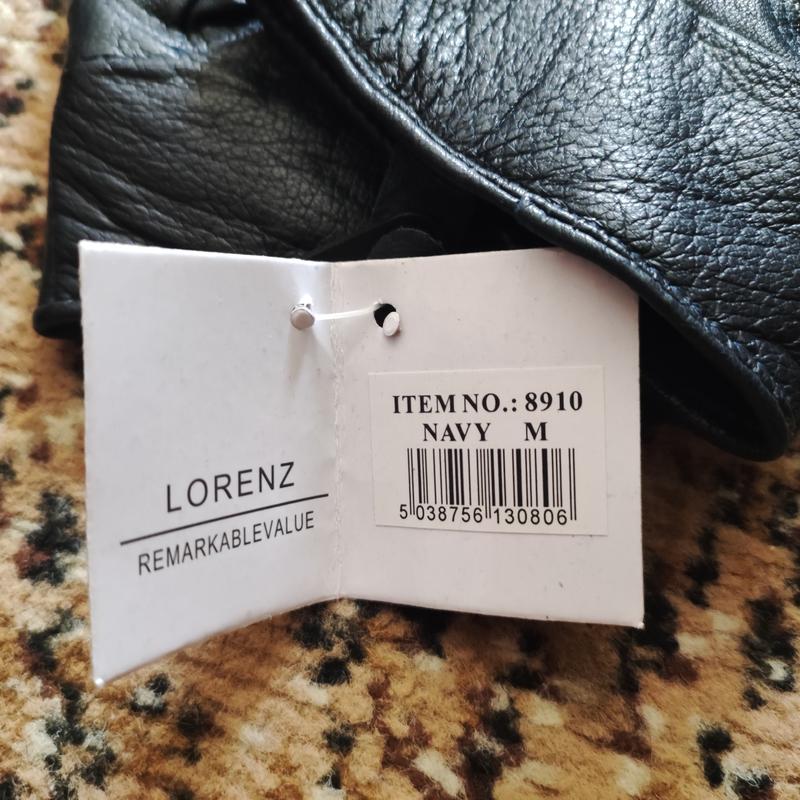 LORENZ
REMARKABLEVALUE
ITEM NO.: 8910
NAVY M
5 038756 130806